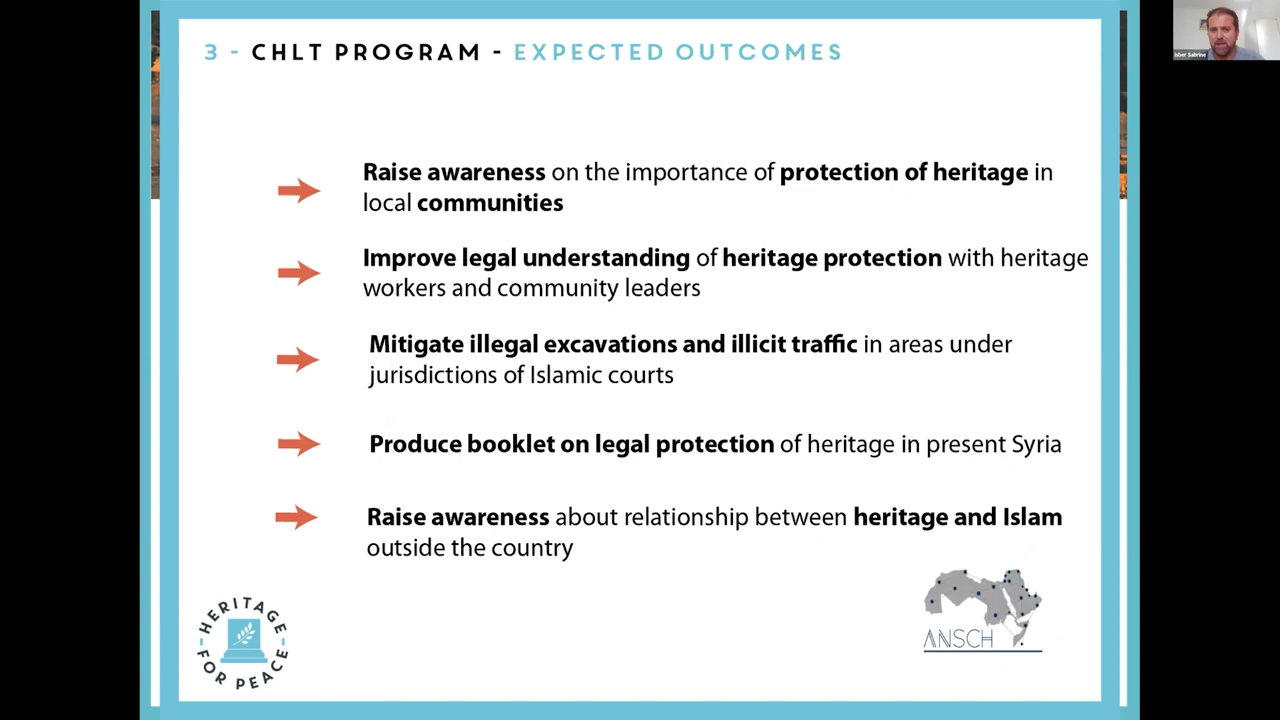 3 - CHLT PROGRAM - EXPECTED OUTCOMES
Isber Sabrine
Raise awareness on the importance of protection of heritage in
local communities
Improve legal understanding of heritage protection with heritage
workers and community leaders
Mitigate illegal excavations and illicit traffic in areas under
jurisdictions of Islamic courts
Produce booklet on legal protection of heritage in present Syria
Raise awareness about relationship between heritage and Islam
outside the country
HERITAGE
FOR PEACE
ANSCH